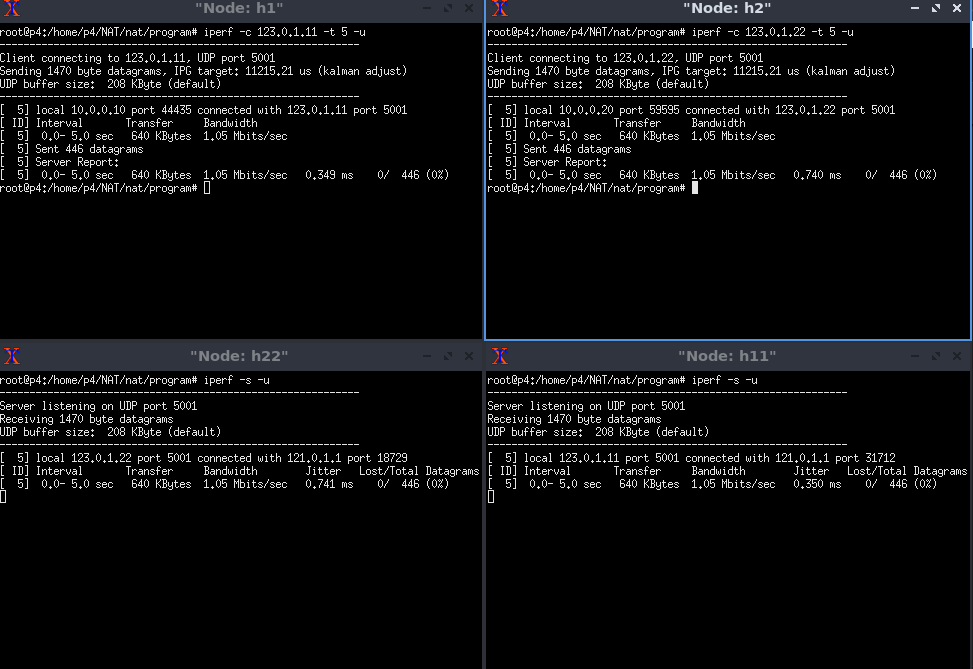 "Node: h1"
root@p4:/home/p4/NAT/nat/program# iperf -c 123.0.1.11 -t 5 -u
------------------------------------------------------------
Client connecting to 123.0.1.11, UDP port 5001
Sending 1470 byte datagrams, IPG target: 11215.21 us (kalman adjust)
UDP buffer size:  208 KByte (default)
------------------------------------------------------------
[  5] local 10.0.0.10 port 44435 connected with 123.0.1.11 port 5001
[ ID] Interval       Transfer     Bandwidth
[  5]  0.0- 5.0 sec   640 KBytes  1.05 Mbits/sec
[  5] Sent 446 datagrams
[  5] Server Report:
[  5]  0.0- 5.0 sec   640 KBytes  1.05 Mbits/sec   0.349 ms    0/  446 (0%)
root@p4:/home/p4/NAT/nat/program#
"Node: h2"
root@p4:/home/p4/NAT/nat/program# iperf -c 123.0.1.22 -t 5 -u
------------------------------------------------------------
Client connecting to 123.0.1.22, UDP port 5001
Sending 1470 byte datagrams, IPG target: 11215.21 us (kalman adjust)
UDP buffer size:  208 KByte (default)
------------------------------------------------------------
[  5] local 10.0.0.20 port 59595 connected with 123.0.1.22 port 5001
[ ID] Interval       Transfer     Bandwidth
[  5]  0.0- 5.0 sec   640 KBytes  1.05 Mbits/sec
[  5] Sent 446 datagrams
[  5] Server Report:
[  5]  0.0- 5.0 sec   640 KBytes  1.05 Mbits/sec   0.740 ms    0/  446 (0%)
root@p4:/home/p4/NAT/nat/program#
"Node: h22"
root@p4:/home/p4/NAT/nat/program# iperf -s -u
------------------------------------------------------------
Server listening on UDP port 5001
Receiving 1470 byte datagrams
UDP buffer size:  208 KByte (default)
------------------------------------------------------------
[  5] local 123.0.1.22 port 5001 connected with 121.0.1.1 port 18729
[ ID] Interval       Transfer     Bandwidth        Jitter   Lost/Total Datagrams
[  5]  0.0- 5.0 sec   640 KBytes  1.05 Mbits/sec   0.741 ms    0/  446 (0%)
"Node: h11"
root@p4:/home/p4/NAT/nat/program# iperf -s -u
------------------------------------------------------------
Server listening on UDP port 5001
Receiving 1470 byte datagrams
UDP buffer size:  208 KByte (default)
------------------------------------------------------------
[  5] local 123.0.1.11 port 5001 connected with 121.0.1.1 port 31712
[ ID] Interval       Transfer     Bandwidth        Jitter   Lost/Total Datagrams
[  5]  0.0- 5.0 sec   640 KBytes  1.05 Mbits/sec   0.350 ms    0/  446 (0%)